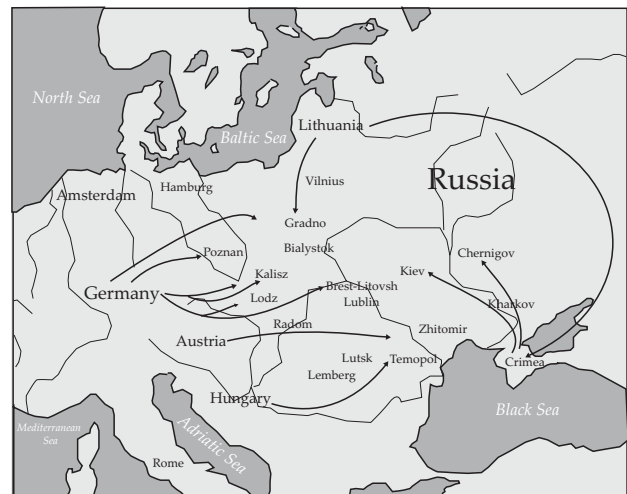 North Sea
Baltic Sea
Lithuania
Vilnius
Russia
Amsterdam
Hamburg
Gradno
Bialystok
Poznan
Chernigov
Kiev
Kalisz
Germany
Lodz
Brest-Litovsh
Lublin
Kharkov
Radom
Zhitomir
Austria
Lutsk
Temopol
Crimea
Lemberg
Hungary
Black Sea
Mediterranean
Sea
Adriatic Sea
Rome